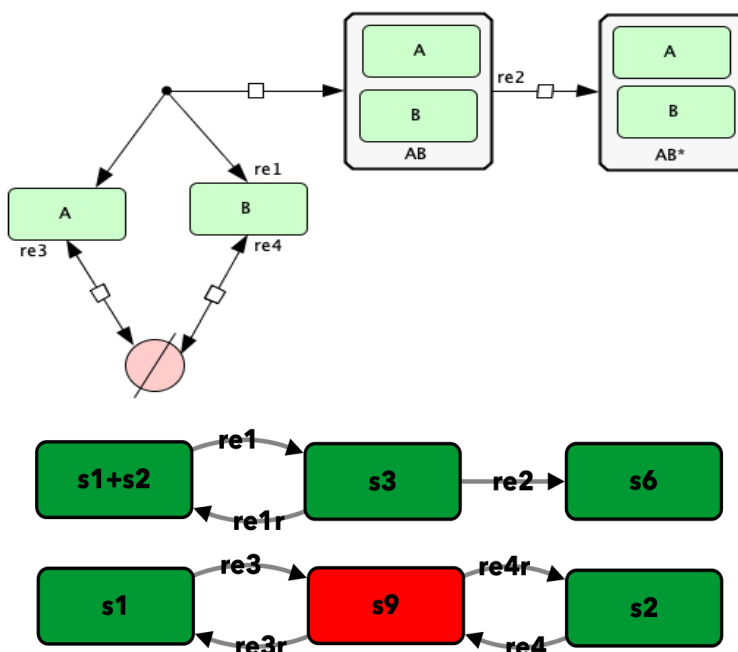 A
A
re2
B
B
AB
AB*
re1
A
B
re3
re4
re1
s1+s2
s3
re2
s6
re1r
re3
re4r
s1
s9
s2
re3r
re4